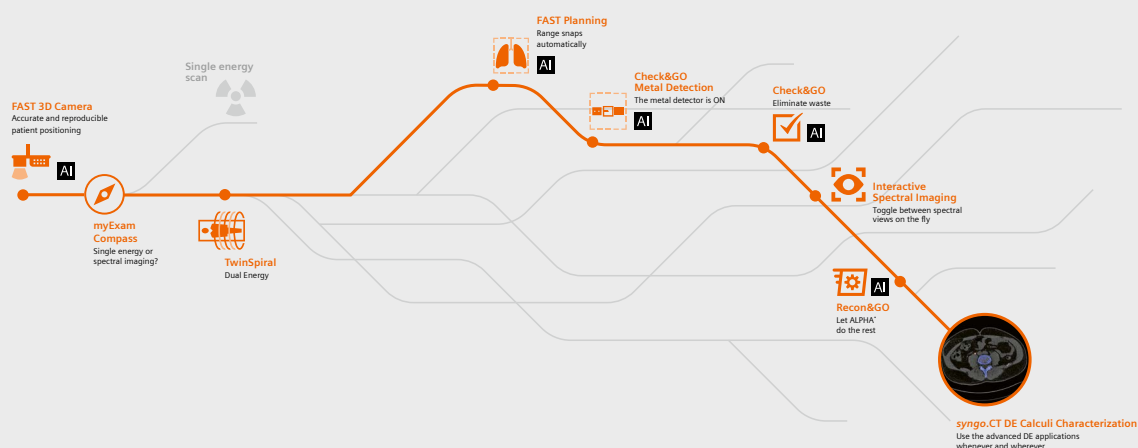 FAST Planning
Range snaps
automatically
AI
Single energy
scan
Check&GO
Metal Detection
The metal detector is ON
AI
Check&GO
Eliminate waste
AI
FAST 3D Camera
Accurate and reproducible
patient positioning
AI
Interactive
Spectral Imaging
Toggle between spectral
views on the fly
myExam
Compass
Single energy or
spectral imaging?
TwinSpiral
Dual Energy
AI
Recon&GO
Let ALPHA*
do the rest
syngo.CT DE Calculi Characterization
Use the advanced DE applications
whenever and wherever